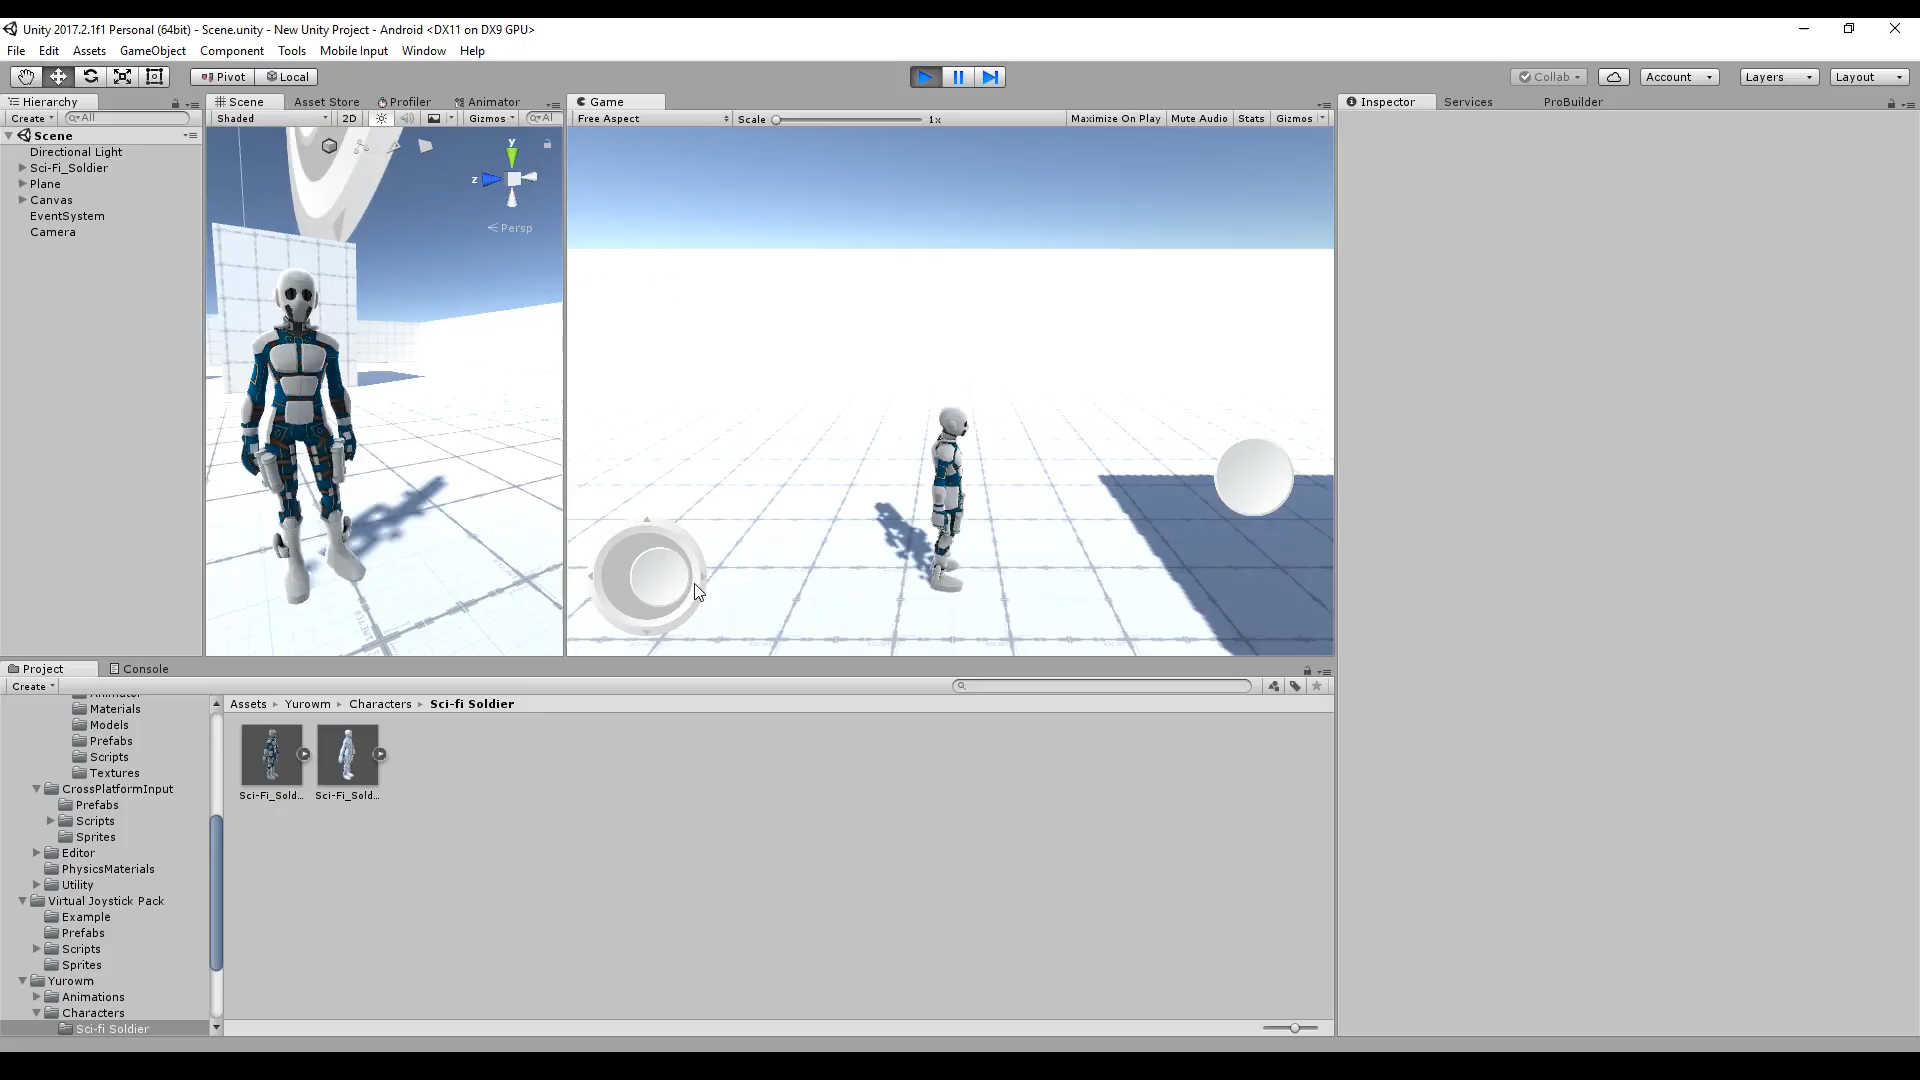 Unity 2017.2.1f1 Personal (64bit) - Scene.unity - New Unity Project - Android <DX11 on DX9 GPU>
File Edit Assets GameObject Component Tools Mobile Input Window Help
Pivot Local Collab Account Layers Layout
Hierarchy
Create All
Scene
Directional Light
Sci-Fi_Soldier
Plane
Canvas
EventSystem
Camera
Scene Asset Store Profiler Animator
Shaded 2D Gizmos Al
y
z
Persp
Game
Free Aspect Scale 1x Maximize On Play Mute Audio Stats Gizmos
Inspector Services ProBuilder
Project Console
Create
Animator
Materials
Models
Prefabs
Scripts
Textures
CrossPlatformInput
Prefabs
Scripts
Sprites
Editor
PhysicsMaterials
Utility
Virtual Joystick Pack
Example
Prefabs
Scripts
Sprites
Yurowm
Animations
Characters
Sci-fi Soldier
Assets Yurowm Characters Sci-fi Soldier
Sci-Fi_Sold... Sci-Fi_Sold...